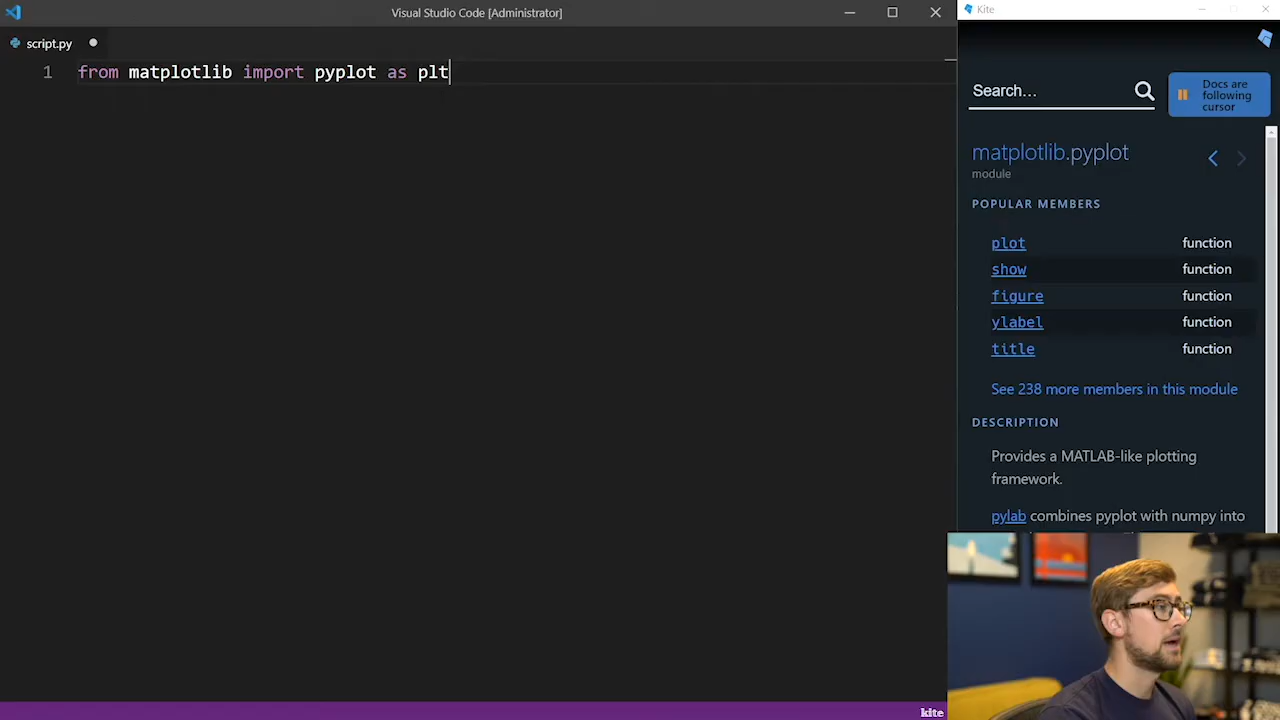 Visual Studio Code [Administrator]
script.py
1 from matplotlib import pyplot as plt
kite
Kite
Search...
Docs are
following
cursor
matplotlib.pyplot
module
POPULAR MEMBERS
plot function
show function
figure function
ylabel function
title function
See 238 more members in this module
DESCRIPTION
Provides a MATLAB-like plotting
framework.
pylab combines pyplot with numpy into